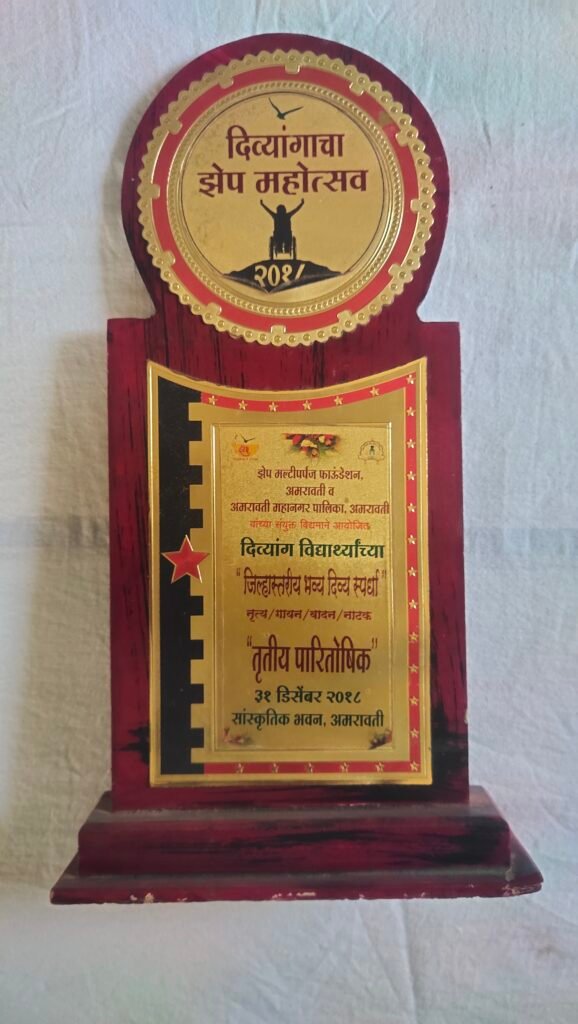 दिव्यांगाचा
झेप महोत्सव
२०१८
झेप मल्टीपर्पज फाऊंडेशन,
अमरावती व
अमरावती महानगर पालिका, अमरावती
यांच्या संयुक्त विद्यमाने आयोजित
दिव्यांग विद्यार्थ्यांच्या
"जिल्हास्तरीय भव्य दिव्य स्पर्धा"
नृत्य/गायन/वादन/नाटक
"तृतीय पारितोषिक"
३१ डिसेंबर २०१८
सांस्कृतिक भवन, अमरावती